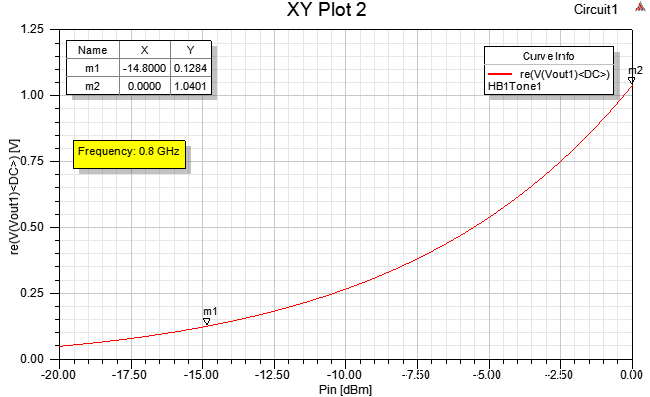 XY Plot 2
Circuit1
1.25
1.00
0.75
0.50
0.25
0.00
re(V(Vout1)<DC>) [V]
Name X Y
m1 -14.8000 0.1284
m2 0.0000 1.0401
Frequency: 0.8 GHz
Curve Info
re(V(Vout1)<DC>)
HB1Tone1
m2
m1
-20.00 -17.50 -15.00 -12.50 -10.00 -7.50 -5.00 -2.50 0.00
Pin [dBm]